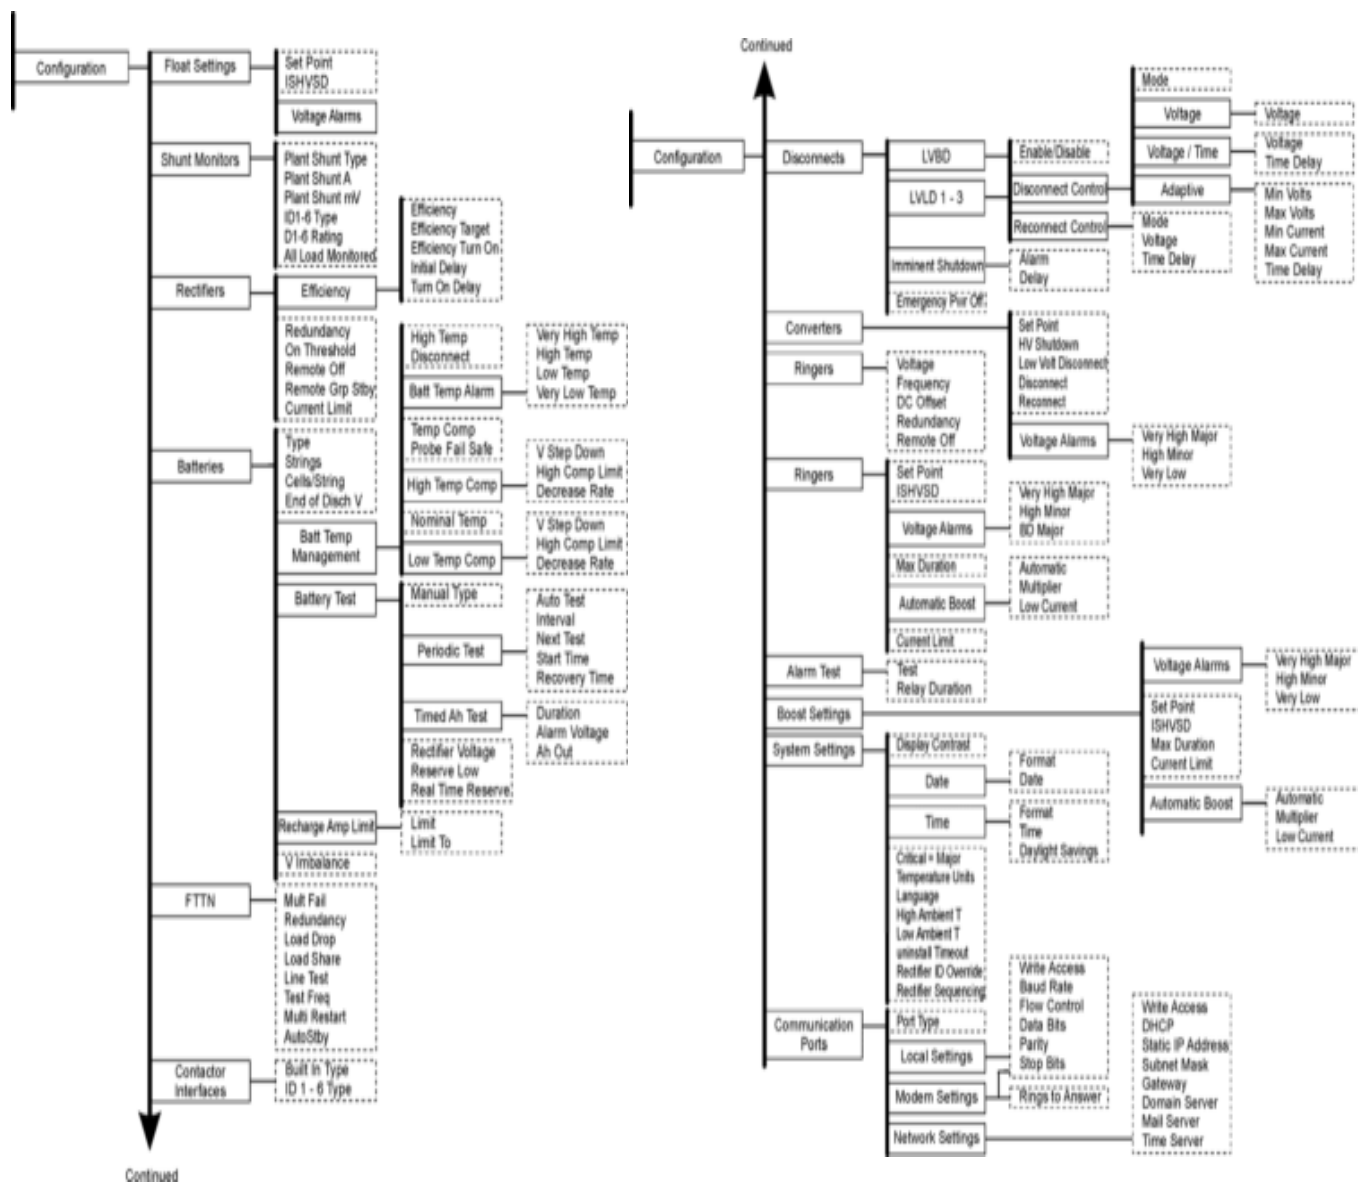 Configuration
Float Settings
Set Point
ISHVSD
Voltage Alarms
Shunt Monitors
Plant Shunt Type
Plant Shunt A
Plant Shunt mV
ID1-6 Type
D1-6 Rating
All Load Monitored
Rectifiers
Efficiency
Efficiency
Efficiency Target
Efficiency Turn On
Initial Delay
Turn On Delay
Redundancy
On Threshold
Remote Off
Remote Grp Stby
Current Limit
Batteries
Type
Strings
Cells/String
End of Disch V
Batt Temp
Management
High Temp
Disconnect
Batt Temp Alarm
Very High Temp
High Temp
Low Temp
Very Low Temp
Temp Comp
Probe Fail Safe
High Temp Comp
V Step Down
High Comp Limit
Decrease Rate
Nominal Temp
Low Temp Comp
V Step Down
High Comp Limit
Decrease Rate
Battery Test
Manual Type
Periodic Test
Auto Test
Interval
Next Test
Start Time
Recovery Time
Timed Ah Test
Duration
Alarm Voltage
Ah Out
Rectifier Voltage
Reserve Low
Real Time Reserve
Recharge Amp Limit
Limit
Limit To
V Imbalance
FTTN
Mult Fail
Redundancy
Load Drop
Load Share
Line Test
Test Freq
Multi Restart
AutoStby
Contactor
Interfaces
Built In Type
ID 1 - 6 Type
Continued
Continued
Configuration
Disconnects
LVBD
LVLD 1 - 3
Enable/Disable
Disconnect Control
Mode
Voltage
Voltage
Voltage / Time
Voltage
Time Delay
Adaptive
Min Volts
Max Volts
Min Current
Max Current
Time Delay
Reconnect Control
Mode
Voltage
Time Delay
Imminent Shutdown
Alarm
Delay
Emergency Pwr Off
Converters
Set Point
HV Shutdown
Low Volt Disconnect
Disconnect
Reconnect
Voltage Alarms
Very High Major
High Minor
Very Low
Ringers
Voltage
Frequency
DC Offset
Redundancy
Remote Off
Ringers
Set Point
ISHVSD
Voltage Alarms
Very High Major
High Minor
BD Major
Max Duration
Automatic Boost
Automatic
Multiplier
Low Current
Current Limit
Alarm Test
Test
Relay Duration
Boost Settings
Voltage Alarms
Very High Major
High Minor
Very Low
Set Point
ISHVSD
Max Duration
Current Limit
Automatic Boost
Automatic
Multiplier
Low Current
System Settings
Display Contrast
Date
Format
Date
Time
Format
Time
Daylight Savings
Critical = Major
Temperature Units
Language
High Ambient T
Low Ambient T
uninstall Timeout
Rectifier ID Override
Rectifier Sequencing
Communication
Ports
Port Type
Local Settings
Write Access
Baud Rate
Flow Control
Data Bits
Parity
Stop Bits
Modem Settings
Rings to Answer
Network Settings
Write Access
DHCP
Static IP Address
Subnet Mask
Gateway
Domain Server
Mail Server
Time Server